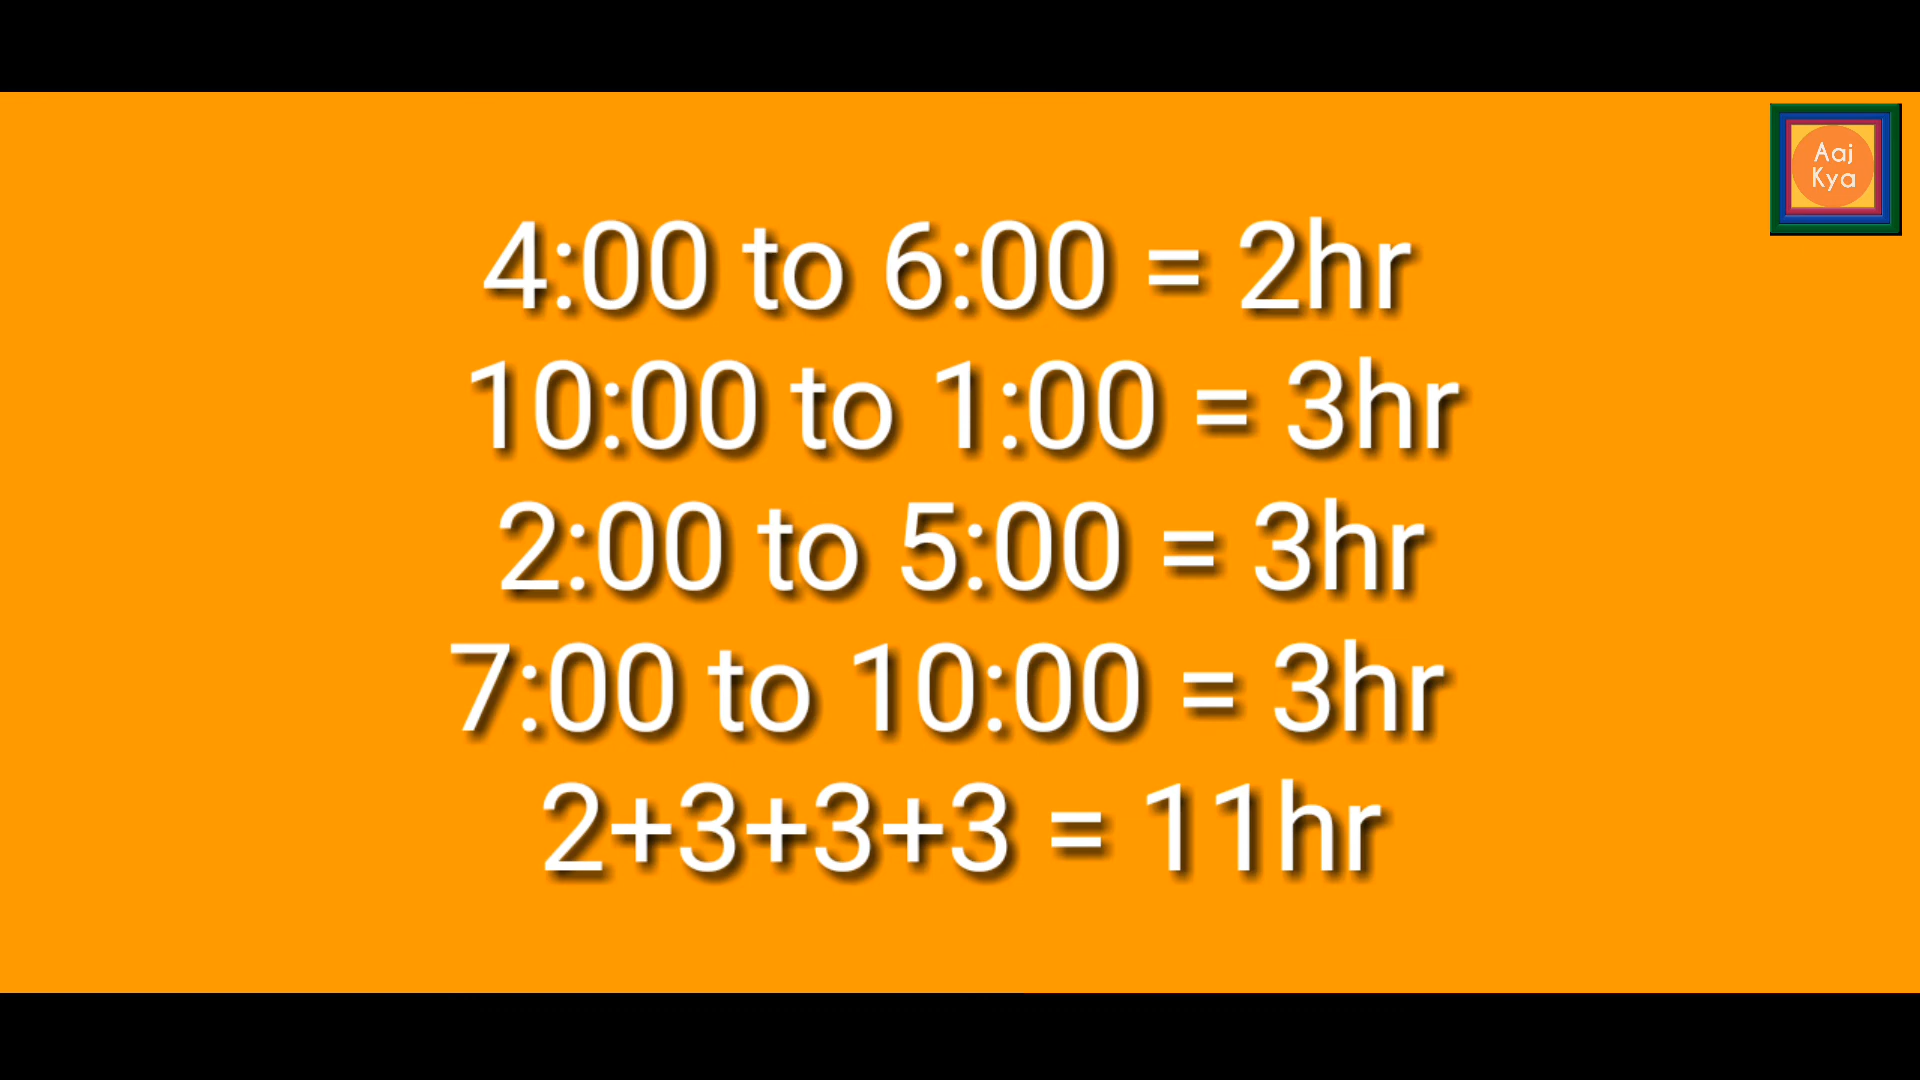 Aaj
Kya
4:00 to 6:00 = 2hr
10:00 to 1:00 = 3hr
2:00 to 5:00 = 3hr
7:00 to 10:00 = 3hr
2+3+3+3 = 11hr